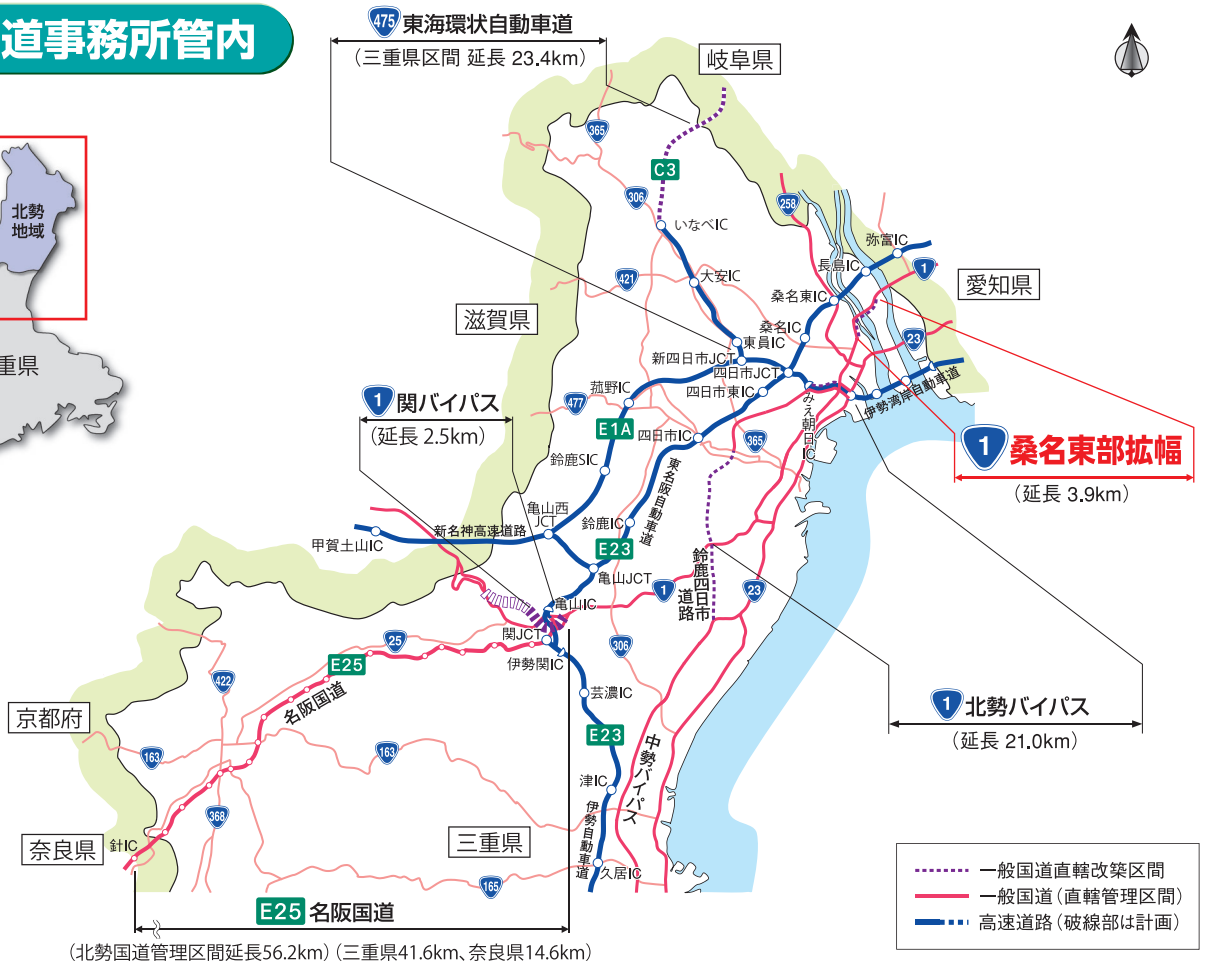 道事務所管内
475 東海環状自動車道
(三重県区間 延長 23.4km)
岐阜県
北勢
地域
重県
365
C3
306
258
いなべIC
弥富IC
長島IC
1
愛知県
421
大安IC
桑名東IC
滋賀県
桑名IC
東員IC
23
新四日市JCT
四日市JCT
1 関バイパス
(延長 2.5km)
菰野IC
四日市東IC
みえ朝日IC
伊勢湾岸自動車道
477
E1A
四日市IC
365
1 桑名東部拡幅
(延長 3.9km)
鈴鹿SIC
東名阪自動車道
亀山西
JCT
新名神高速道路
鈴鹿IC
甲賀土山IC
E23
鈴鹿四日市
道路
亀山JCT
1
23
亀山IC
関JCT
25
306
伊勢関IC
E25
422
芸濃IC
名阪国道
1 北勢バイパス
(延長 21.0km)
京都府
E23
163
163
中勢バイパス
津IC
368
伊勢自動車道
三重県
奈良県
針IC
久居IC
165
一般国道直轄改築区間
一般国道(直轄管理区間)
高速道路(破線部は計画)
E25 名阪国道
(北勢国道管理区間延長56.2km)(三重県41.6km、奈良県14.6km)